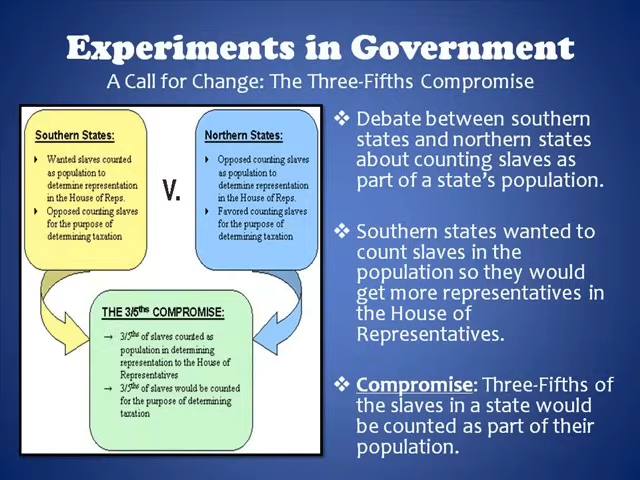 Experiments in Government
A Call for Change: The Three-Fifths Compromise
Southern States:
Wanted slaves counted
as population to
determine representation
in the House of Reps.
Opposed counting slaves
for the purpose of
determining taxation
V.
Northern States:
Opposed counting slaves
as population to
determine representation
in the House of Reps.
Favored counting slaves
for the purpose of
determining taxation
THE 3/5ths COMPROMISE:
→ 3/5ths of slaves counted as
population in determining
representation to the House of
Representatives
→ 3/5ths of slaves would be counted
for the purpose of determining
taxation
❖ Debate between southern
states and northern states
about counting slaves as
part of a state's population.
❖ Southern states wanted to
count slaves in the
population so they would
get more representatives in
the House of
Representatives.
❖ Compromise: Three-Fifths of
the slaves in a state would
be counted as part of their
population.